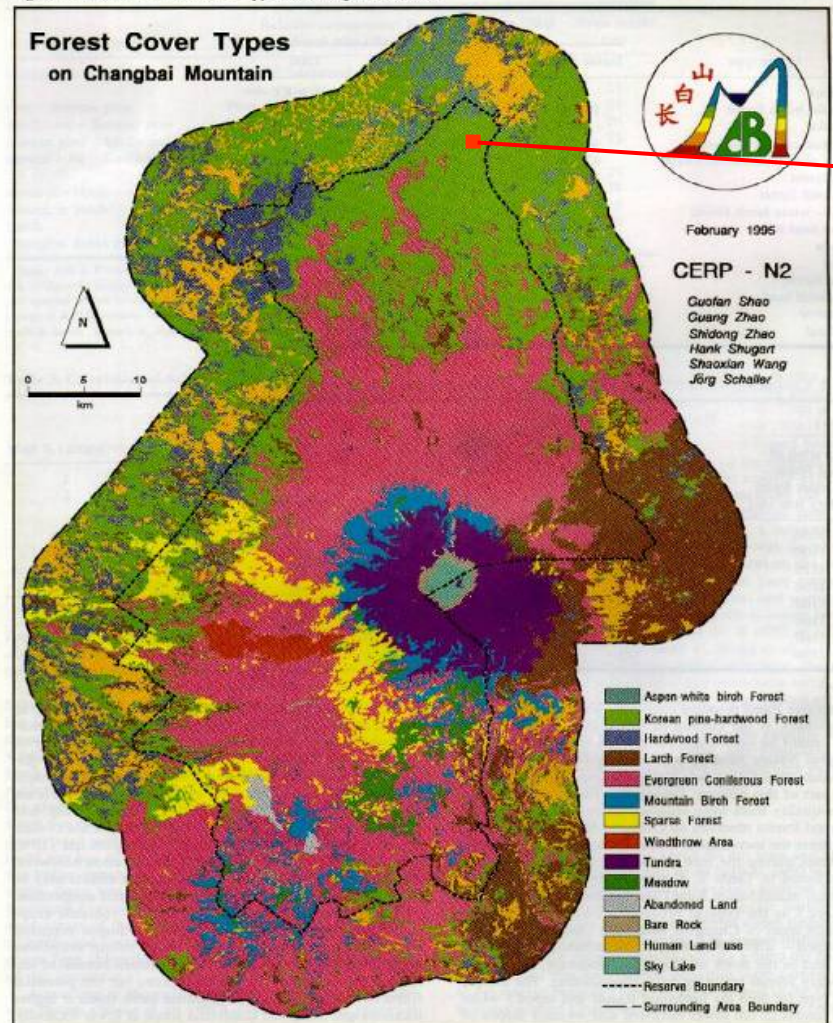 Forest Cover Types
on Changbai Mountain
长白山
MAB
February 1995
CERP - N2
Guofan Shao
Guang Zhao
Shidong Zhao
Hank Shugart
Shaoxian Wang
Jörg Schaller
N
0 5 10
km
Aspen-white birch Forest
Korean pine-hardwood Forest
Hardwood Forest
Larch Forest
Evergreen Coniferous Forest
Mountain Birch Forest
Sparse Forest
Windthrow Area
Tundra
Meadow
Abandoned Land
Bare Rock
Human Land use
Sky Lake
Reserve Boundary
Surrounding Area Boundary